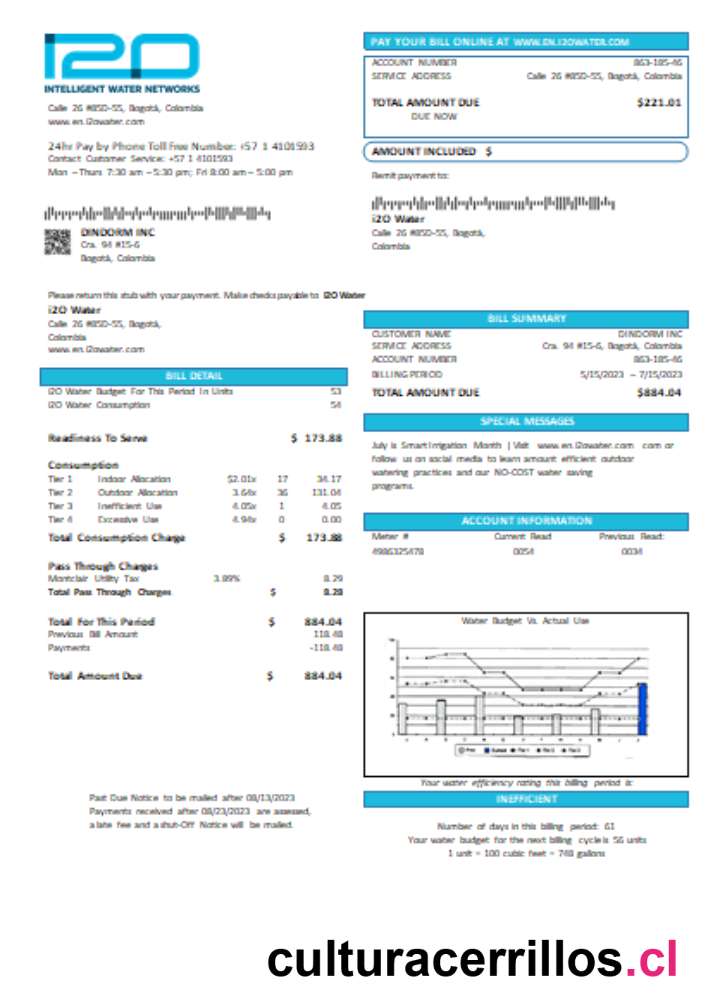 i2O
INTELLIGENT WATER NETWORKS
Calle 26 #85D-55, Bogotá, Colombia
www.en.i2owater.com
24hr Pay by Phone Toll Free Number: +57 1 4101593
Contact Customer Service: +57 1 4101593
Mon – Thurs 7:30 am – 5:30 pm; Fri 8:00 am – 5:00 pm
DINDORM INC
Cra. 94 #15-6
Bogotá, Colombia
PAY YOUR BILL ONLINE AT WWW.EN.I2OWATER.COM
ACCOUNT NUMBER 863-185-46
SERVICE ADDRESS Calle 26 #85D-55, Bogotá, Colombia
TOTAL AMOUNT DUE $221.01
DUE NOW
AMOUNT INCLUDED $
Remit payment to:
i2O Water
Calle 26 #85D-55, Bogotá,
Colombia
Please return this stub with your payment. Make checks payable to i2O Water
i2O Water
Calle 26 #85D-55, Bogotá,
Colombia
www.en.i2owater.com
BILL DETAIL
i2O Water Budget For This Period In Units 53
i2O Water Consumption 54
Readiness To Serve $ 173.88
Consumption
Tier 1 Indoor Allocation $2.01x 17 34.17
Tier 2 Outdoor Allocation 3.64x 36 131.04
Tier 3 Inefficient Use 4.05x 1 4.05
Tier 4 Excessive Use 4.94x 0 0.00
Total Consumption Charge $ 173.88
Pass Through Charges
Montclair Utility Tax 3.89% 8.29
Total Pass Through Charges $ 8.29
Total For This Period $ 884.04
Previous Bill Amount 118.48
Payments -118.48
Total Amount Due $ 884.04
Past Due Notice to be mailed after 08/13/2023
Payments received after 08/23/2023 are assessed,
a late fee and a shut-Off Notice will be mailed.
BILL SUMMARY
CUSTOMER NAME DINDORM INC
SERVICE ADDRESS Cra. 94 #15-6, Bogotá, Colombia
ACCOUNT NUMBER 863-185-46
BILLING PERIOD 5/15/2023 – 7/15/2023
TOTAL AMOUNT DUE $884.04
SPECIAL MESSAGES
July is Smart Irrigation Month | Visit www.en.i2owater.com com or
follow us on social media to learn amount efficient outdoor
watering practices and our NO-COST water saving
programs.
ACCOUNT INFORMATION
Meter # Current Read Previous Read:
4986325478 0054 0034
Water Budget Vs. Actual Use
Your water efficiency rating this billing period is:
INEFFICIENT
Number of days in this billing period: 61
Your water budget for the next billing cycle is 56 units
1 unit = 100 cubic feet = 748 gallons
culturacerrillos.cl